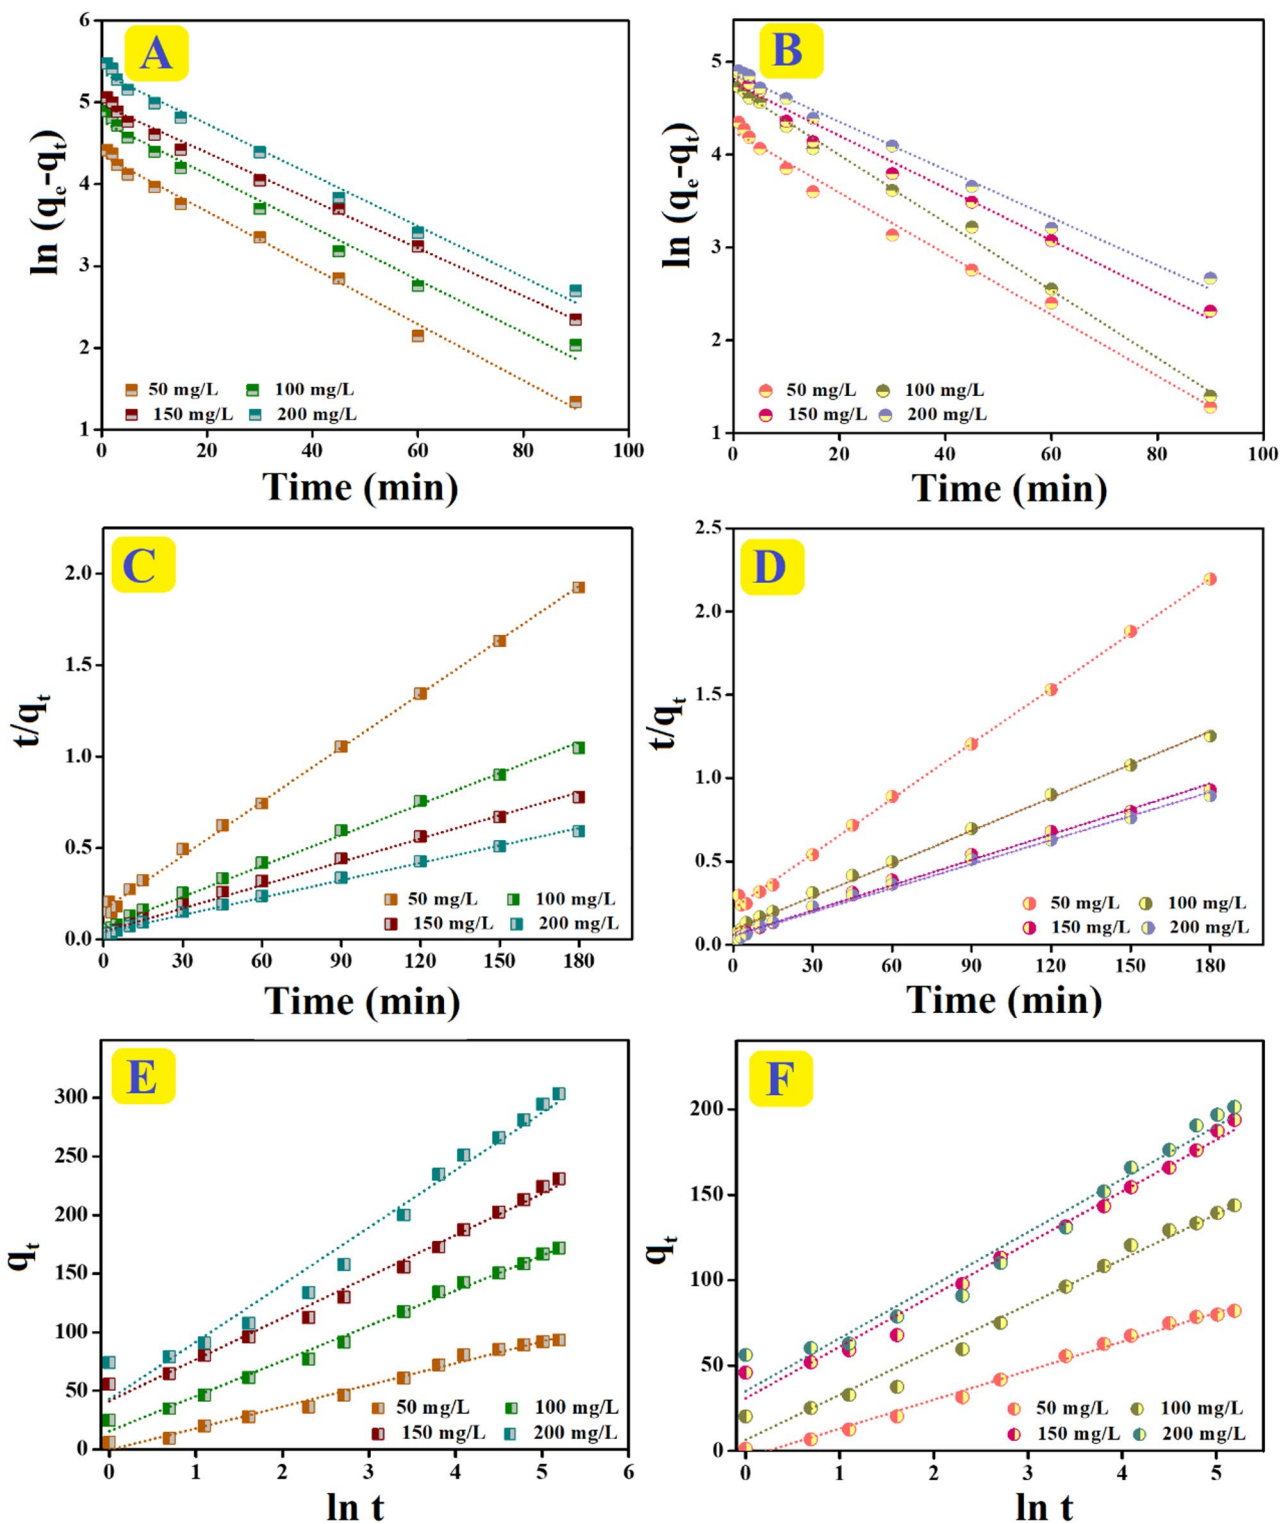 A
6
5
4
3
2
1
ln (qe-qt)
50 mg/L 100 mg/L
150 mg/L 200 mg/L
0 20 40 60 80 100
Time (min)
B
5
4
3
2
1
ln (qe-qt)
50 mg/L 100 mg/L
150 mg/L 200 mg/L
0 20 40 60 80 100
Time (min)
C
2.0
1.5
1.0
0.5
0.0
t/qt
50 mg/L 100 mg/L
150 mg/L 200 mg/L
0 30 60 90 120 150 180
Time (min)
D
2.5
2.0
1.5
1.0
0.5
0.0
t/qt
50 mg/L 100 mg/L
150 mg/L 200 mg/L
0 30 60 90 120 150 180
Time (min)
E
300
250
200
150
100
50
0
qt
50 mg/L 100 mg/L
150 mg/L 200 mg/L
0 1 2 3 4 5 6
ln t
F
200
150
100
50
0
qt
50 mg/L 100 mg/L
150 mg/L 200 mg/L
0 1 2 3 4 5
ln t